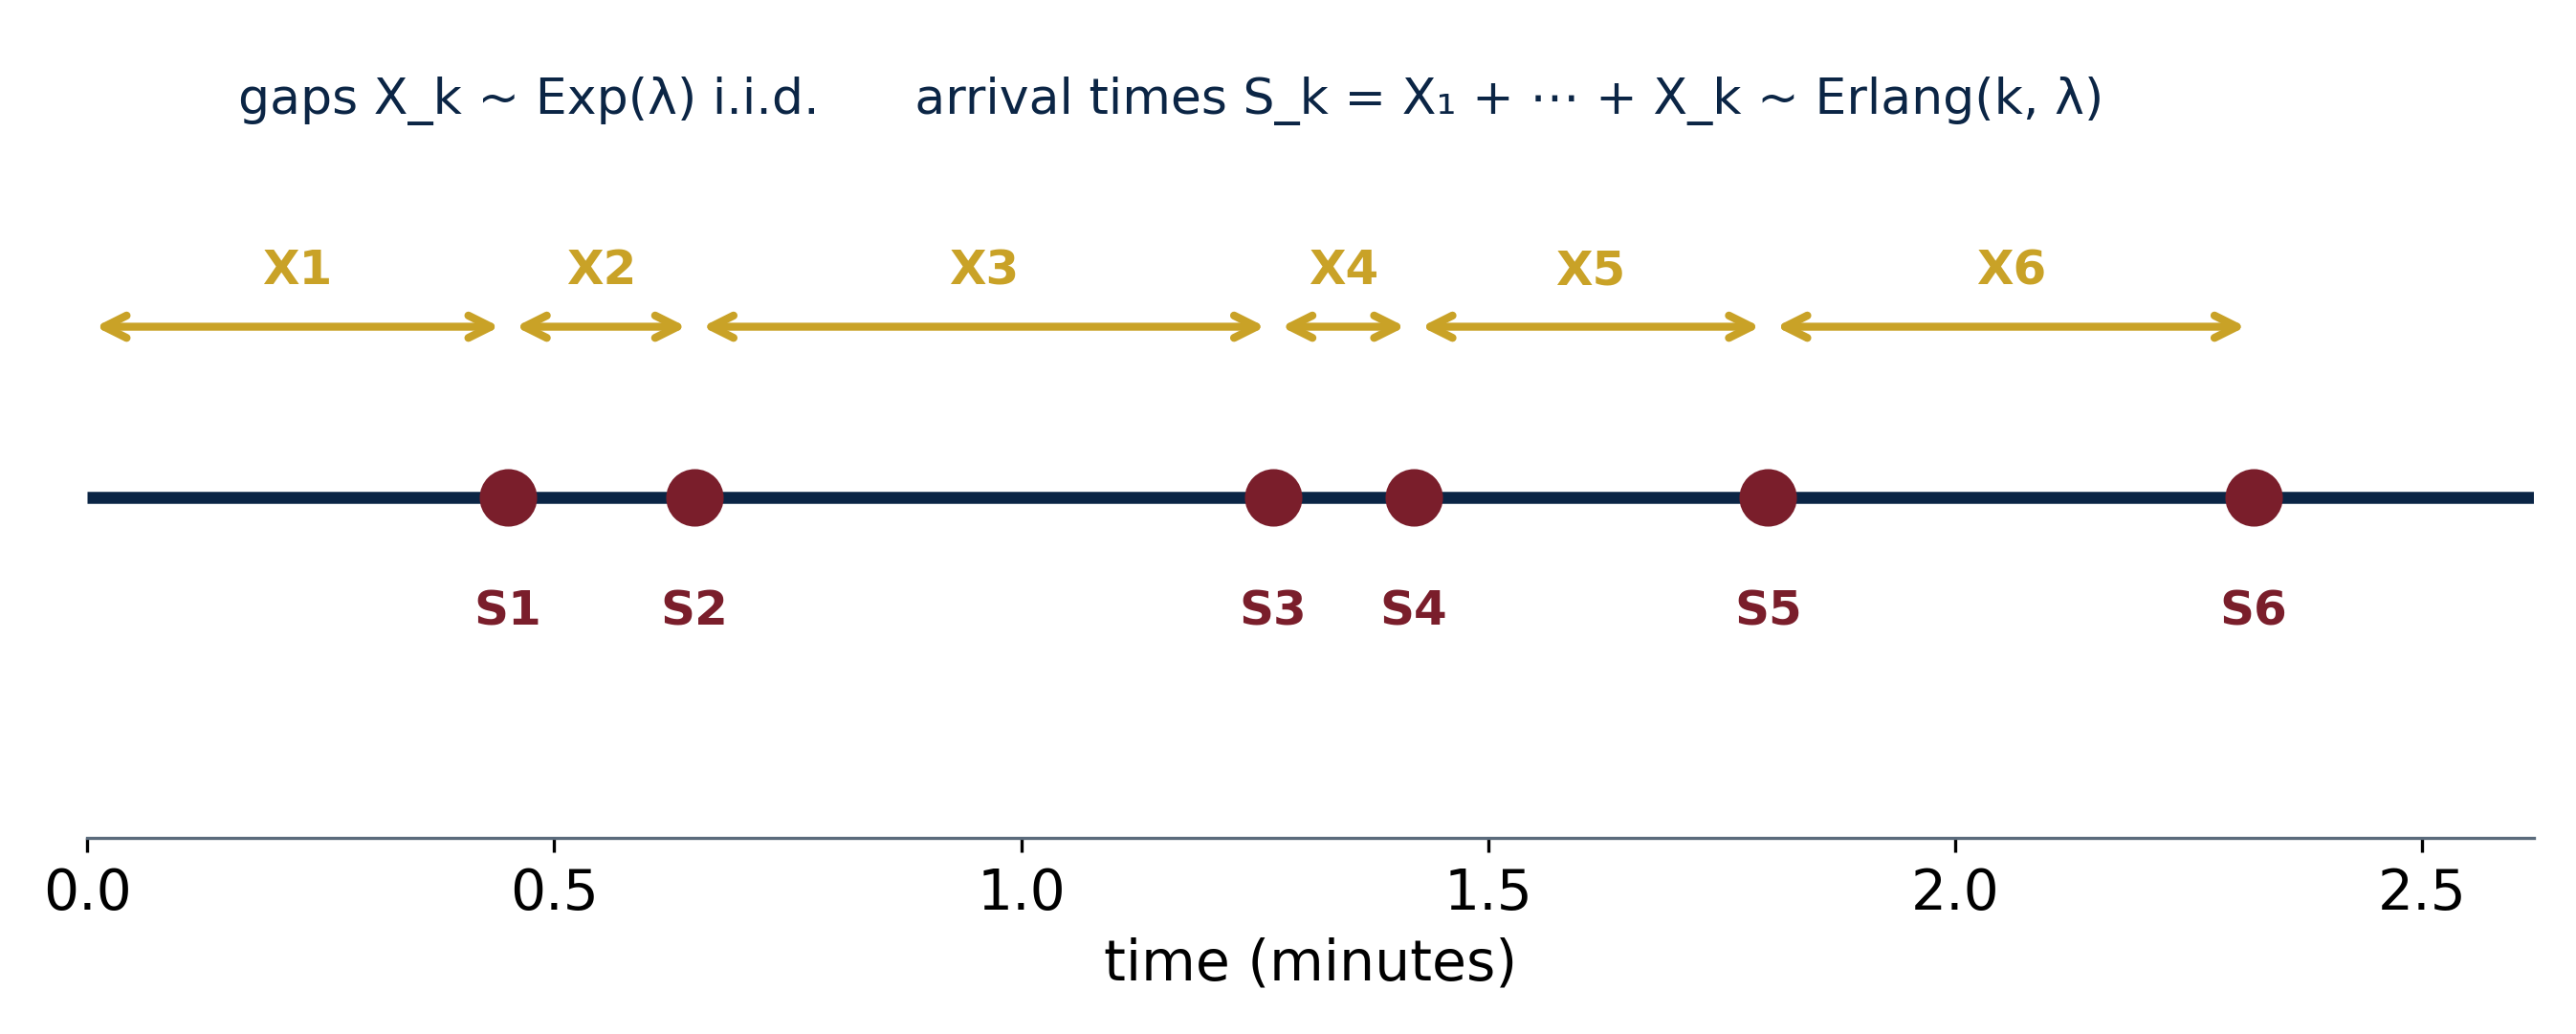 gaps X_k ~ Exp(λ) i.i.d.      arrival times S_k = X₁ + ⋯ + X_k ~ Erlang(k, λ)
X1 X2 X3 X4 X5 X6
S1 S2 S3 S4 S5 S6
0.0 0.5 1.0 1.5 2.0 2.5
time (minutes)